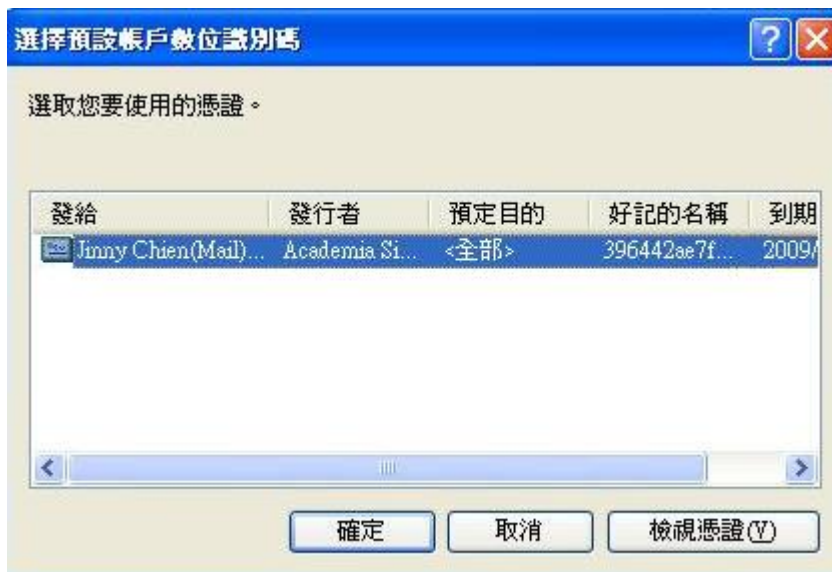 選擇預設帳戶數位識別碼
選取您要使用的憑證。
發給 發行者 預定目的 好記的名稱 到期
Jinny Chien(Mail)... Academia Si... <全部> 396442ae7f... 2009/
確定 取消 檢視憑證(V)